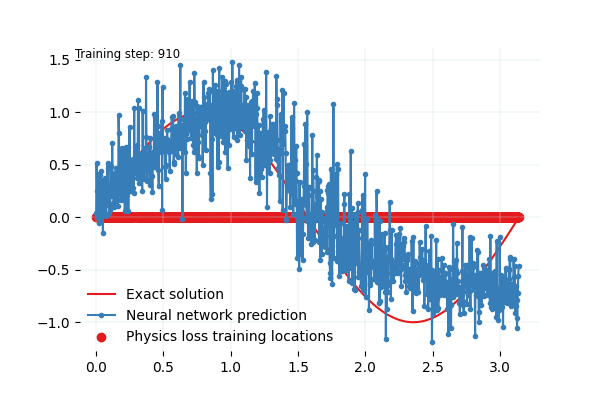 Training step: 910
1.5
1.0
0.5
0.0
−0.5
−1.0
Exact solution
Neural network prediction
Physics loss training locations
0.0 0.5 1.0 1.5 2.0 2.5 3.0